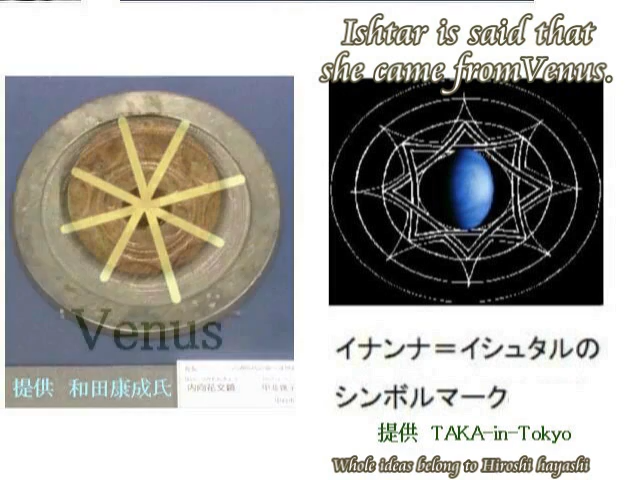 Ishtar is said that
she came fromVenus.
Venus
提供 和田康成氏
内向花文鏡
イナンナ＝イシュタルの
シンボルマーク
提供 TAKA-in-Tokyo
Whole ideas belong to Hiroshi hayashi